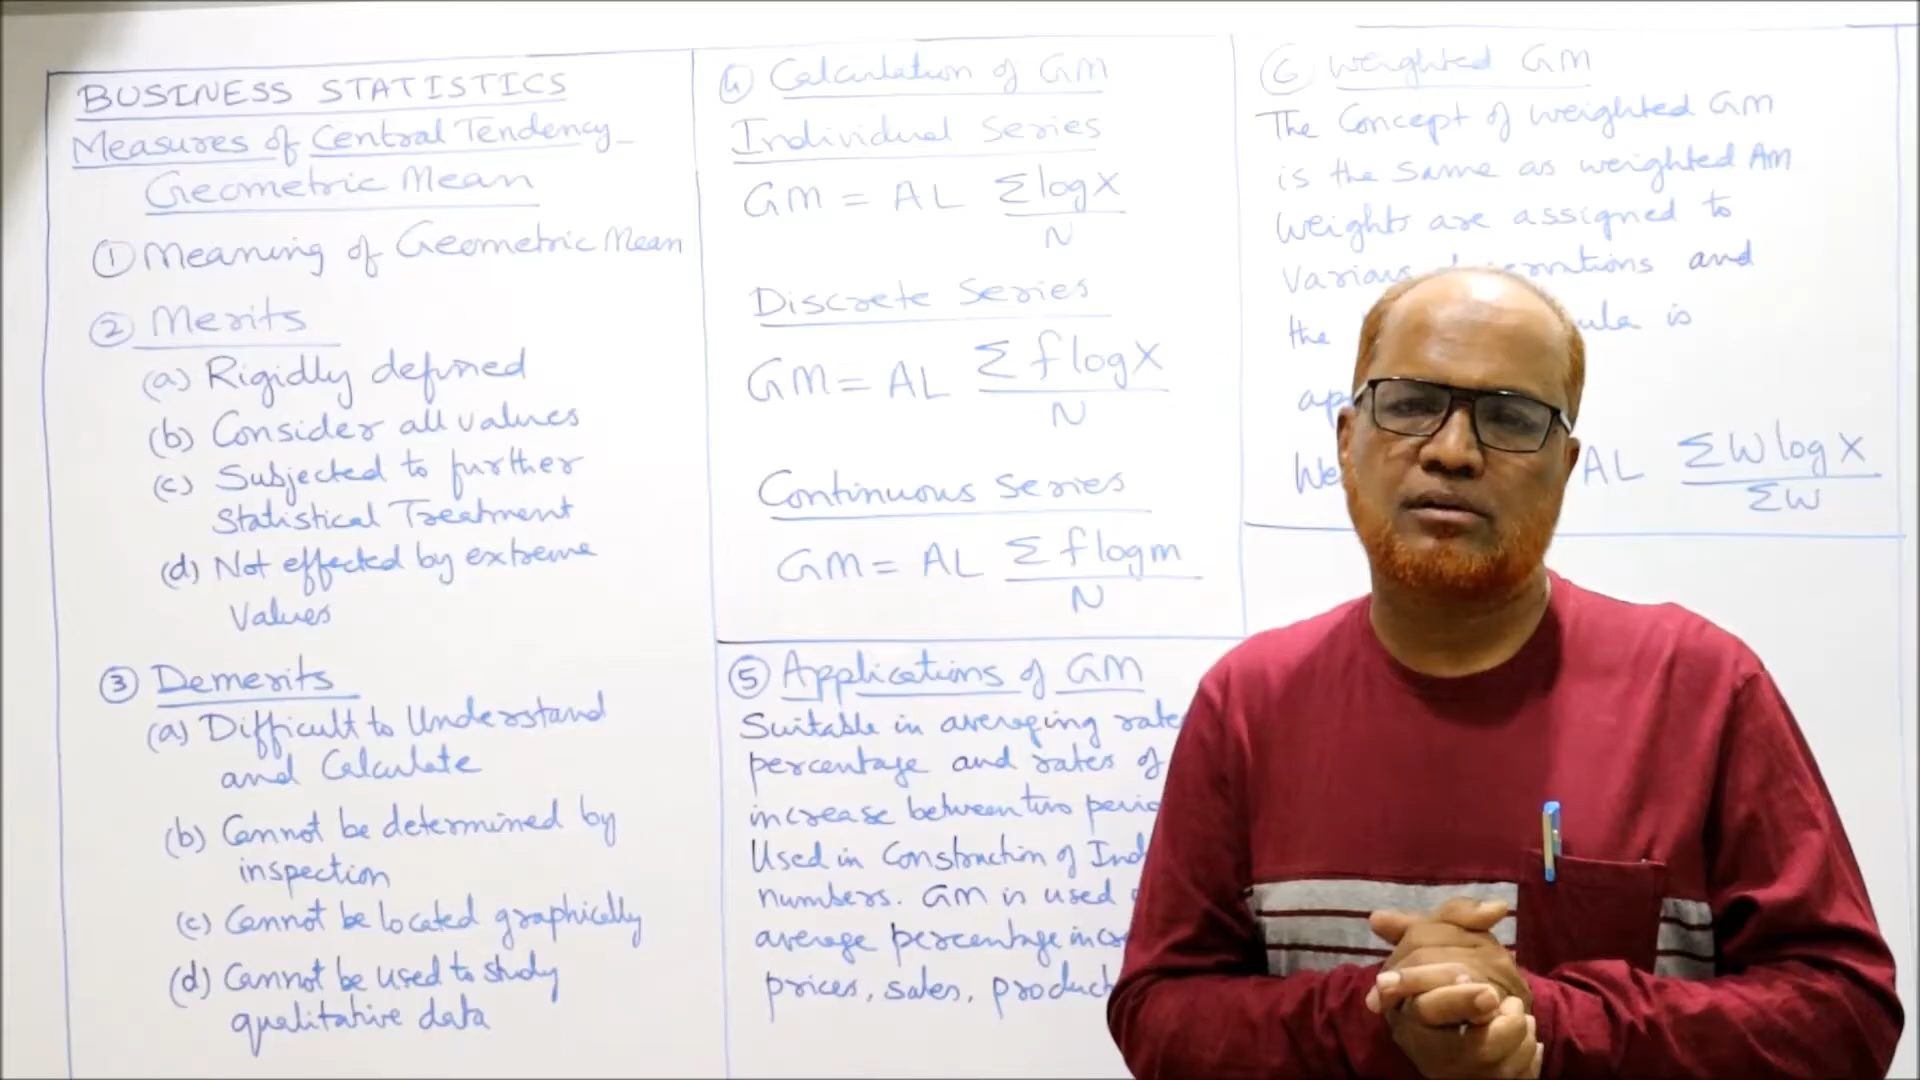 BUSINESS STATISTICS
Measures of Central Tendency-
Geometric Mean
① Meaning of Geometric Mean
② Merits
(a) Rigidly defined
(b) Consider all values
(c) Subjected to further
Statistical Treatment
(d) Not effected by extreme
Values
③ Demerits
(a) Difficult to Understand
and Calculate
(b) Cannot be determined by
inspection
(c) Cannot be located graphically
(d) Cannot be used to study
qualitative data
④ Calculation of GM
Individual Series
GM = AL Σ log X
N
Discrete Series
GM = AL Σ f log X
N
Continuous Series
GM = AL Σ f log m
N
⑤ Applications of GM
Suitable in averaging
percentage and rates of
increase between two
Used in Construction of
numbers. GM is used
average percentage
prices, sales,
⑥ Weighted GM
The Concept of weighted GM
is the same as weighted AM
Weights are assigned to
and
the is
AL Σ W log X
ΣW